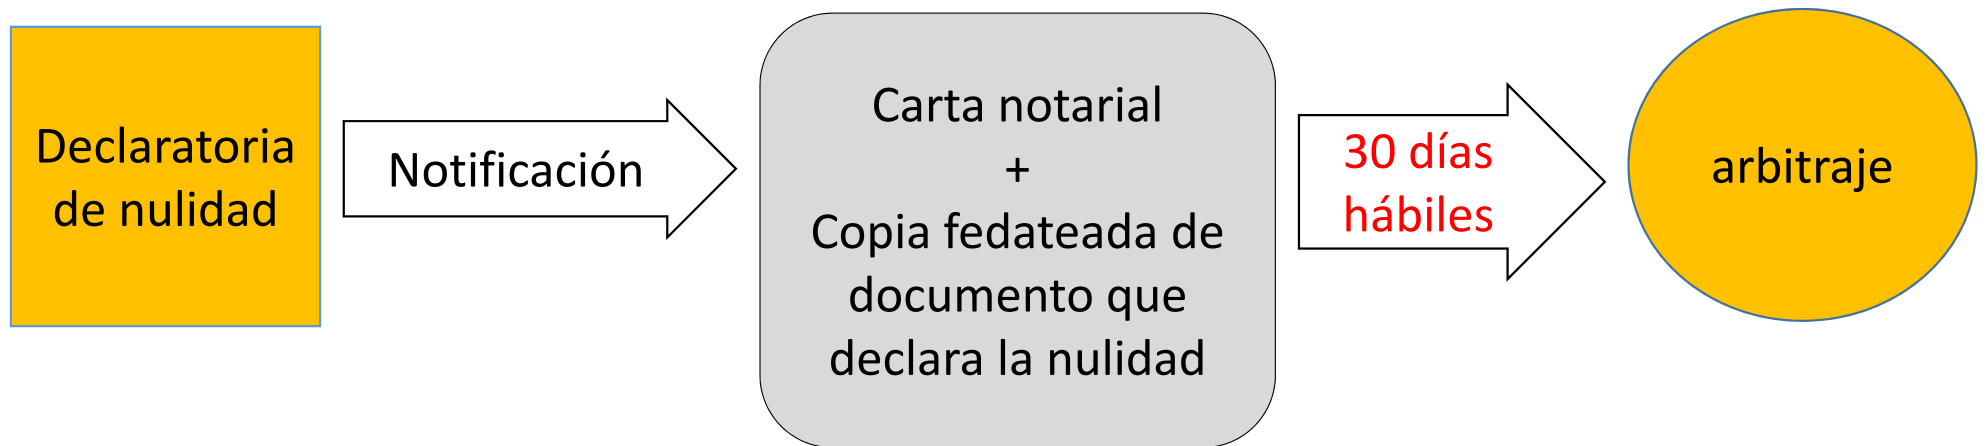 Declaratoria
de nulidad
Notificación
Carta notarial
+
Copia fedateada de
documento que
declara la nulidad
30 días
hábiles
arbitraje